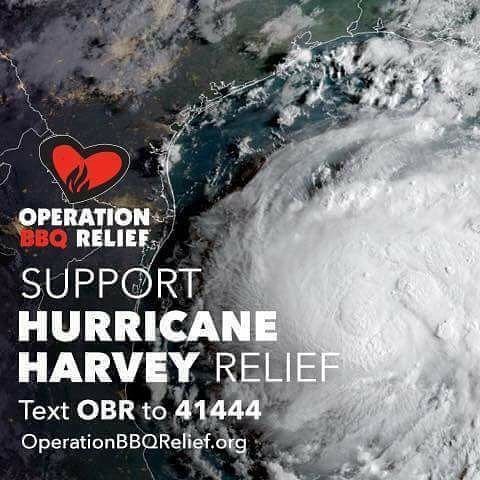 OPERATION
BBQ RELIEF
SUPPORT
HURRICANE
HARVEY RELIEF
Text OBR to 41444
OperationBBQRelief.org